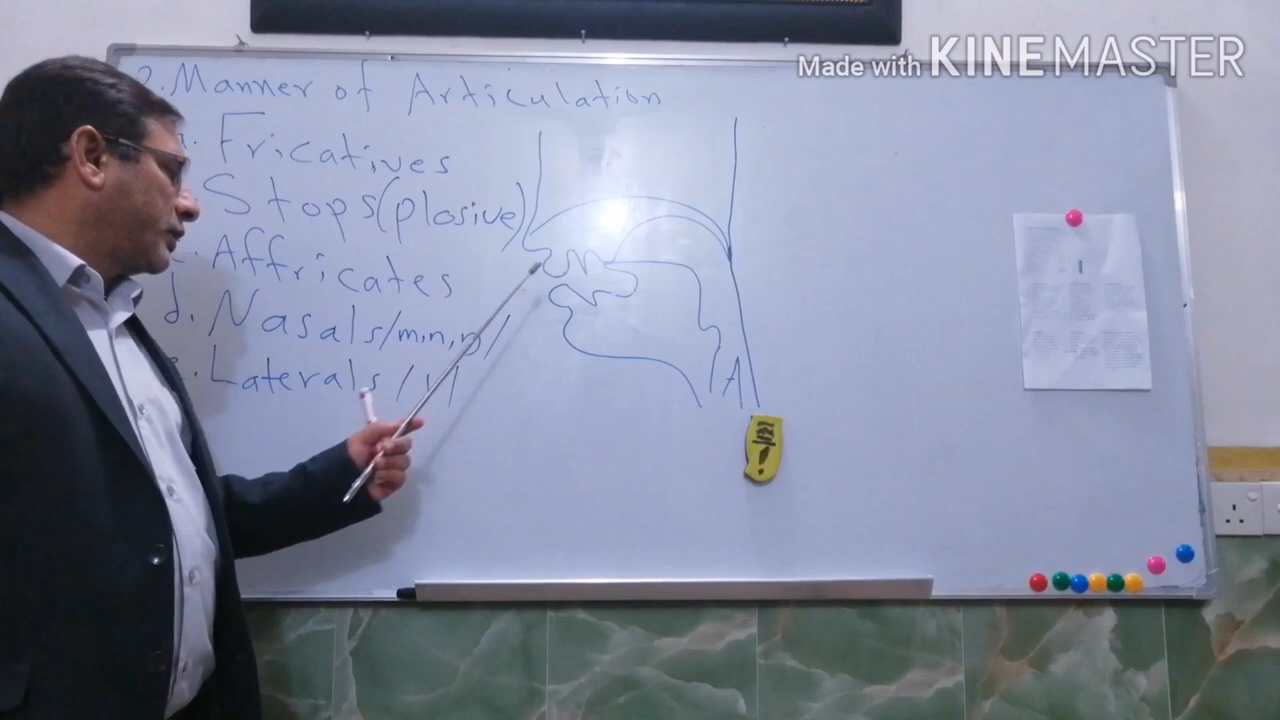 Made with KINEMASTER
2. Manner of Articulation
a. Fricatives
Stops (plosive)
c. Affricates
d. Nasals /m, n, ŋ/
e. Laterals / l /